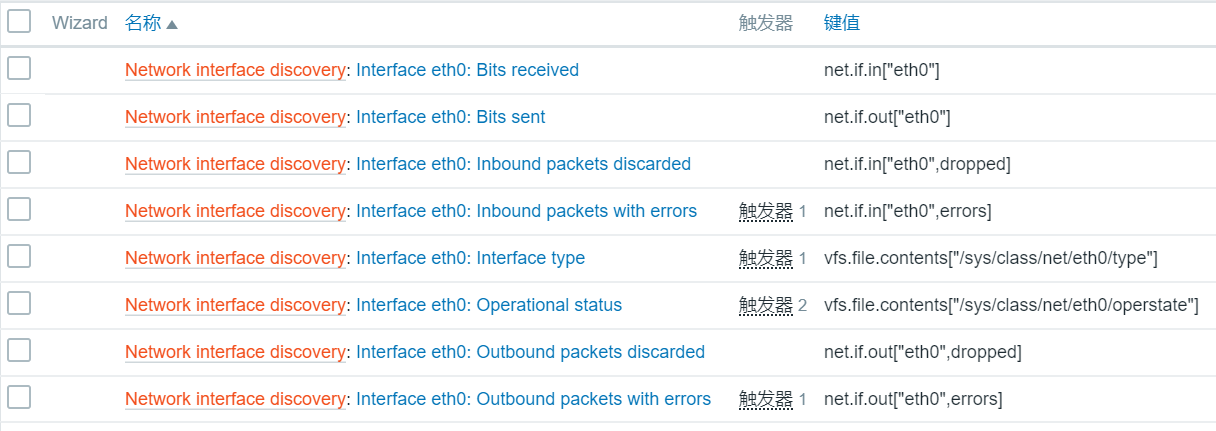 Wizard 名称 触发器 键值
Network interface discovery: Interface eth0: Bits received net.if.in["eth0"]
Network interface discovery: Interface eth0: Bits sent net.if.out["eth0"]
Network interface discovery: Interface eth0: Inbound packets discarded net.if.in["eth0",dropped]
Network interface discovery: Interface eth0: Inbound packets with errors 触发器 1 net.if.in["eth0",errors]
Network interface discovery: Interface eth0: Interface type 触发器 1 vfs.file.contents["/sys/class/net/eth0/type"]
Network interface discovery: Interface eth0: Operational status 触发器 2 vfs.file.contents["/sys/class/net/eth0/operstate"]
Network interface discovery: Interface eth0: Outbound packets discarded net.if.out["eth0",dropped]
Network interface discovery: Interface eth0: Outbound packets with errors 触发器 1 net.if.out["eth0",errors]